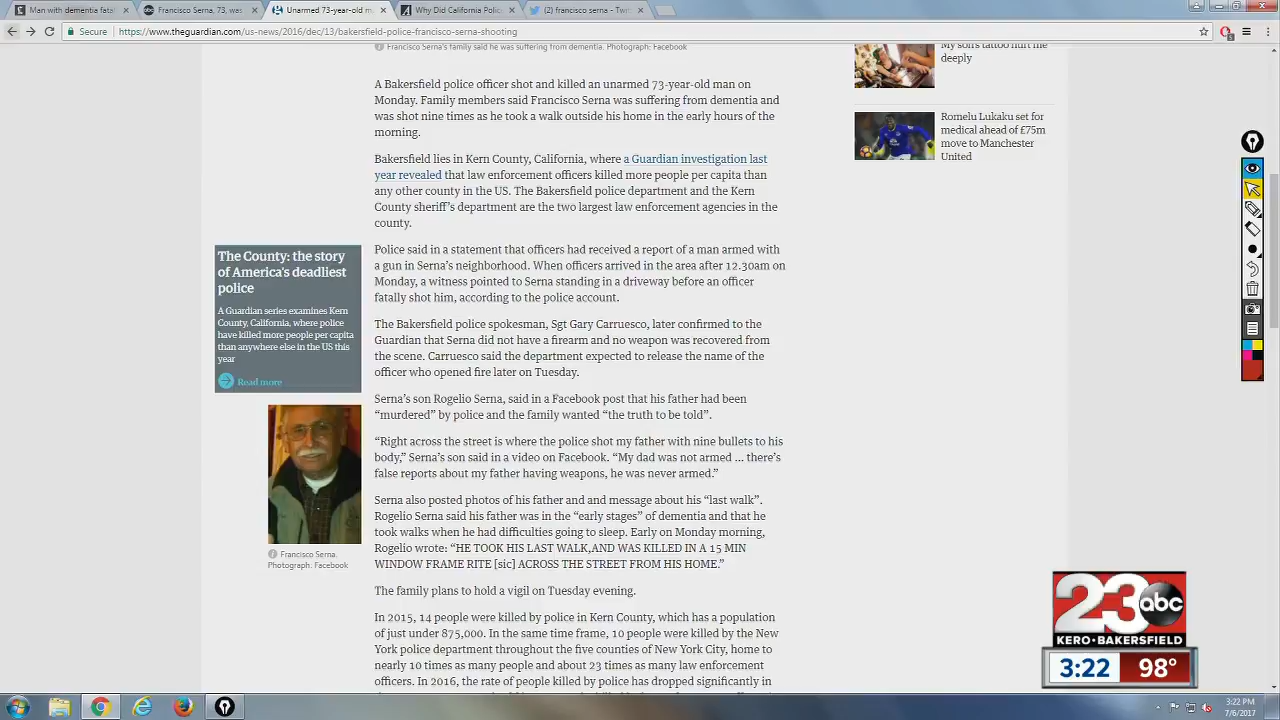 Man with dementia fatal
Francisco Serna, 73, was
Unarmed 73-year-old m
Why Did California Polic
(2) francisco serna - Twi
Secure
https://www.theguardian.com/us-news/2016/dec/13/bakersfield-police-francisco-serna-shooting
Francisco Serna's family said he was suffering from dementia. Photograph: Facebook
A Bakersfield police officer shot and killed an unarmed 73-year-old man on
Monday. Family members said Francisco Serna was suffering from dementia and
was shot nine times as he took a walk outside his home in the early hours of the
morning.
Bakersfield lies in Kern County, California, where a Guardian investigation last
year revealed that law enforcement officers killed more people per capita than
any other county in the US. The Bakersfield police department and the Kern
County sheriff's department are the two largest law enforcement agencies in the
county.
Police said in a statement that officers had received a report of a man armed with
a gun in Serna's neighborhood. When officers arrived in the area after 12.30am on
Monday, a witness pointed to Serna standing in a driveway before an officer
fatally shot him, according to the police account.
The Bakersfield police spokesman, Sgt Gary Carruesco, later confirmed to the
Guardian that Serna did not have a firearm and no weapon was recovered from
the scene. Carruesco said the department expected to release the name of the
officer who opened fire later on Tuesday.
Serna's son Rogelio Serna, said in a Facebook post that his father had been
“murdered” by police and the family wanted “the truth to be told”.
“Right across the street is where the police shot my father with nine bullets to his
body,” Serna's son said in a video on Facebook. “My dad was not armed … there's
false reports about my father having weapons, he was never armed.”
Serna also posted photos of his father and and message about his “last walk”.
Rogelio Serna said his father was in the “early stages” of dementia and that he
took walks when he had difficulties going to sleep. Early on Monday morning,
Rogelio wrote: “HE TOOK HIS LAST WALK,AND WAS KILLED IN A 15 MIN
WINDOW FRAME RITE [sic] ACROSS THE STREET FROM HIS HOME.”
The family plans to hold a vigil on Tuesday evening.
In 2015, 14 people were killed by police in Kern County, which has a population
of just under 875,000. In the same time frame, 10 people were killed by the New
York police department throughout the five counties of New York City, home to
nearly 10 times as many people and about 23 times as many law enforcement
officers. In 2016, the rate of people killed by police has dropped significantly in
The County: the story
of America's deadliest
police
A Guardian series examines Kern
County, California, where police
have killed more people per capita
than anywhere else in the US this
year
Read more
Francisco Serna.
Photograph: Facebook
My son's tattoo hurt me
deeply
Romelu Lukaku set for
medical ahead of £75m
move to Manchester
United
23 abc
KERO•BAKERSFIELD
3:22 98°
3:22 PM
7/6/2017